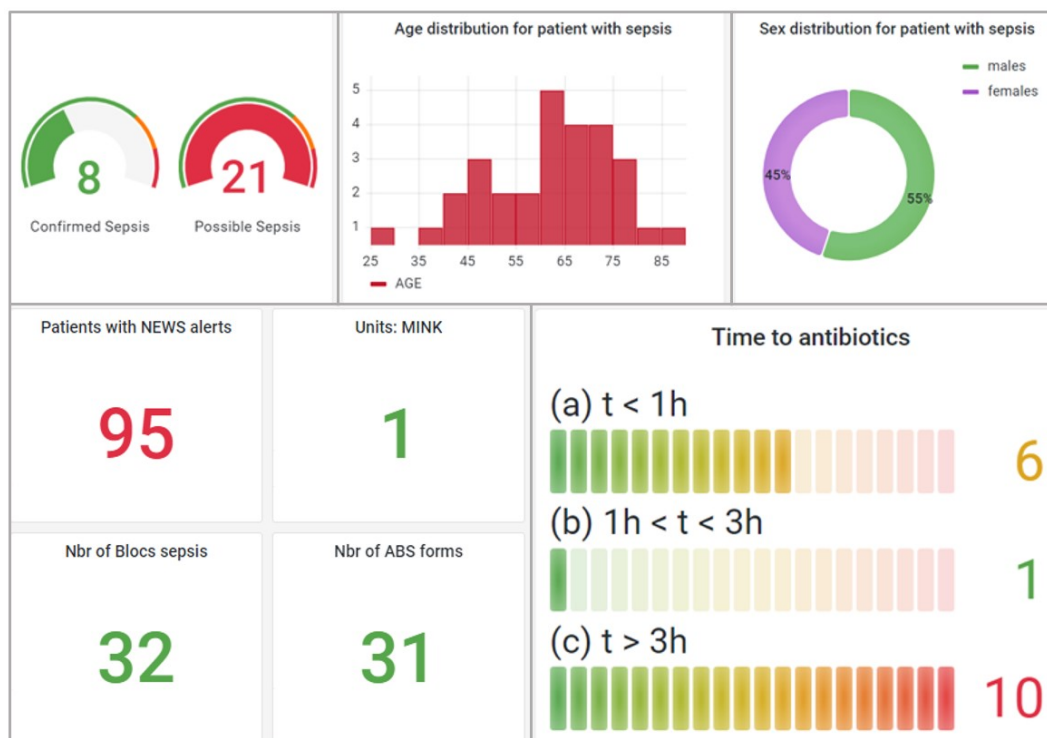 8
Confirmed Sepsis
21
Possible Sepsis
Age distribution for patient with sepsis
5
4
3
2
1
25 35 45 55 65 75 85
AGE
Sex distribution for patient with sepsis
males
females
45%
55%
Patients with NEWS alerts
95
Units: MINK
1
Nbr of Blocs sepsis
32
Nbr of ABS forms
31
Time to antibiotics
(a) t < 1h
6
(b) 1h < t < 3h
1
(c) t > 3h
10